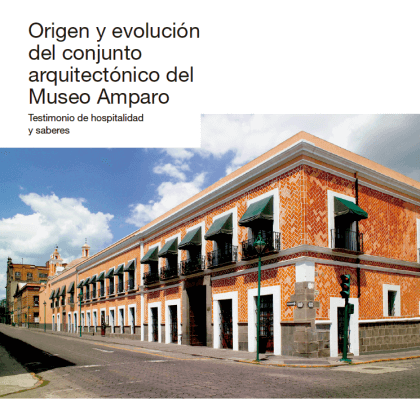 Origen y evolución
del conjunto
arquitectónico del
Museo Amparo
Testimonio de hospitalidad
y saberes